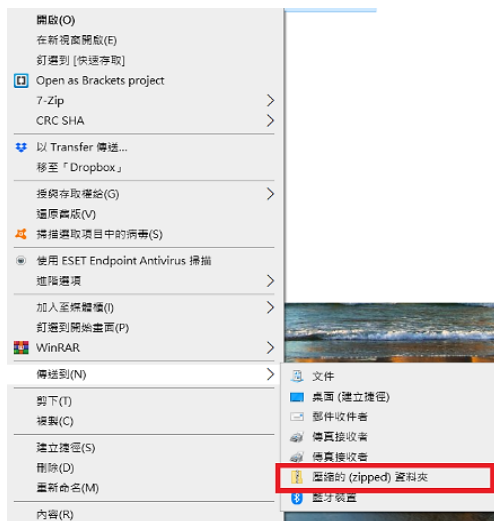 開啟(O)
在新視窗開啟(E)
釘選到 [快速存取]
Open as Brackets project
7-Zip
CRC SHA
以 Transfer 傳送...
移至「Dropbox」
授與存取權給(G)
還原舊版(V)
掃描選取項目中的病毒(S)
使用 ESET Endpoint Antivirus 掃描
進階選項
加入至媒體櫃(I)
釘選到開始畫面(P)
WinRAR
傳送到(N)
文件
桌面 (建立捷徑)
郵件收件者
傳真接收者
傳真接收者
壓縮的 (zipped) 資料夾
藍牙裝置
剪下(T)
複製(C)
建立捷徑(S)
刪除(D)
重新命名(M)
內容(R)